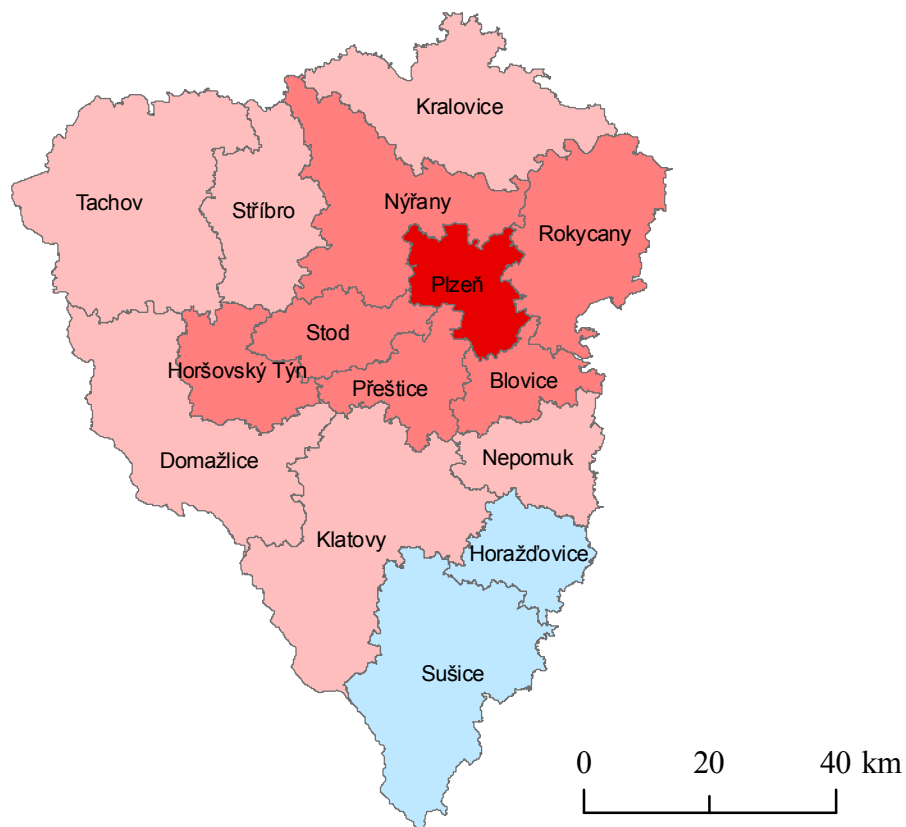 Kralovice
Tachov
Stříbro
Nýřany
Rokycany
Plzeň
Stod
Horšovský Týn
Přeštice
Blovice
Domažlice
Nepomuk
Klatovy
Horažďovice
Sušice
0 20 40 km